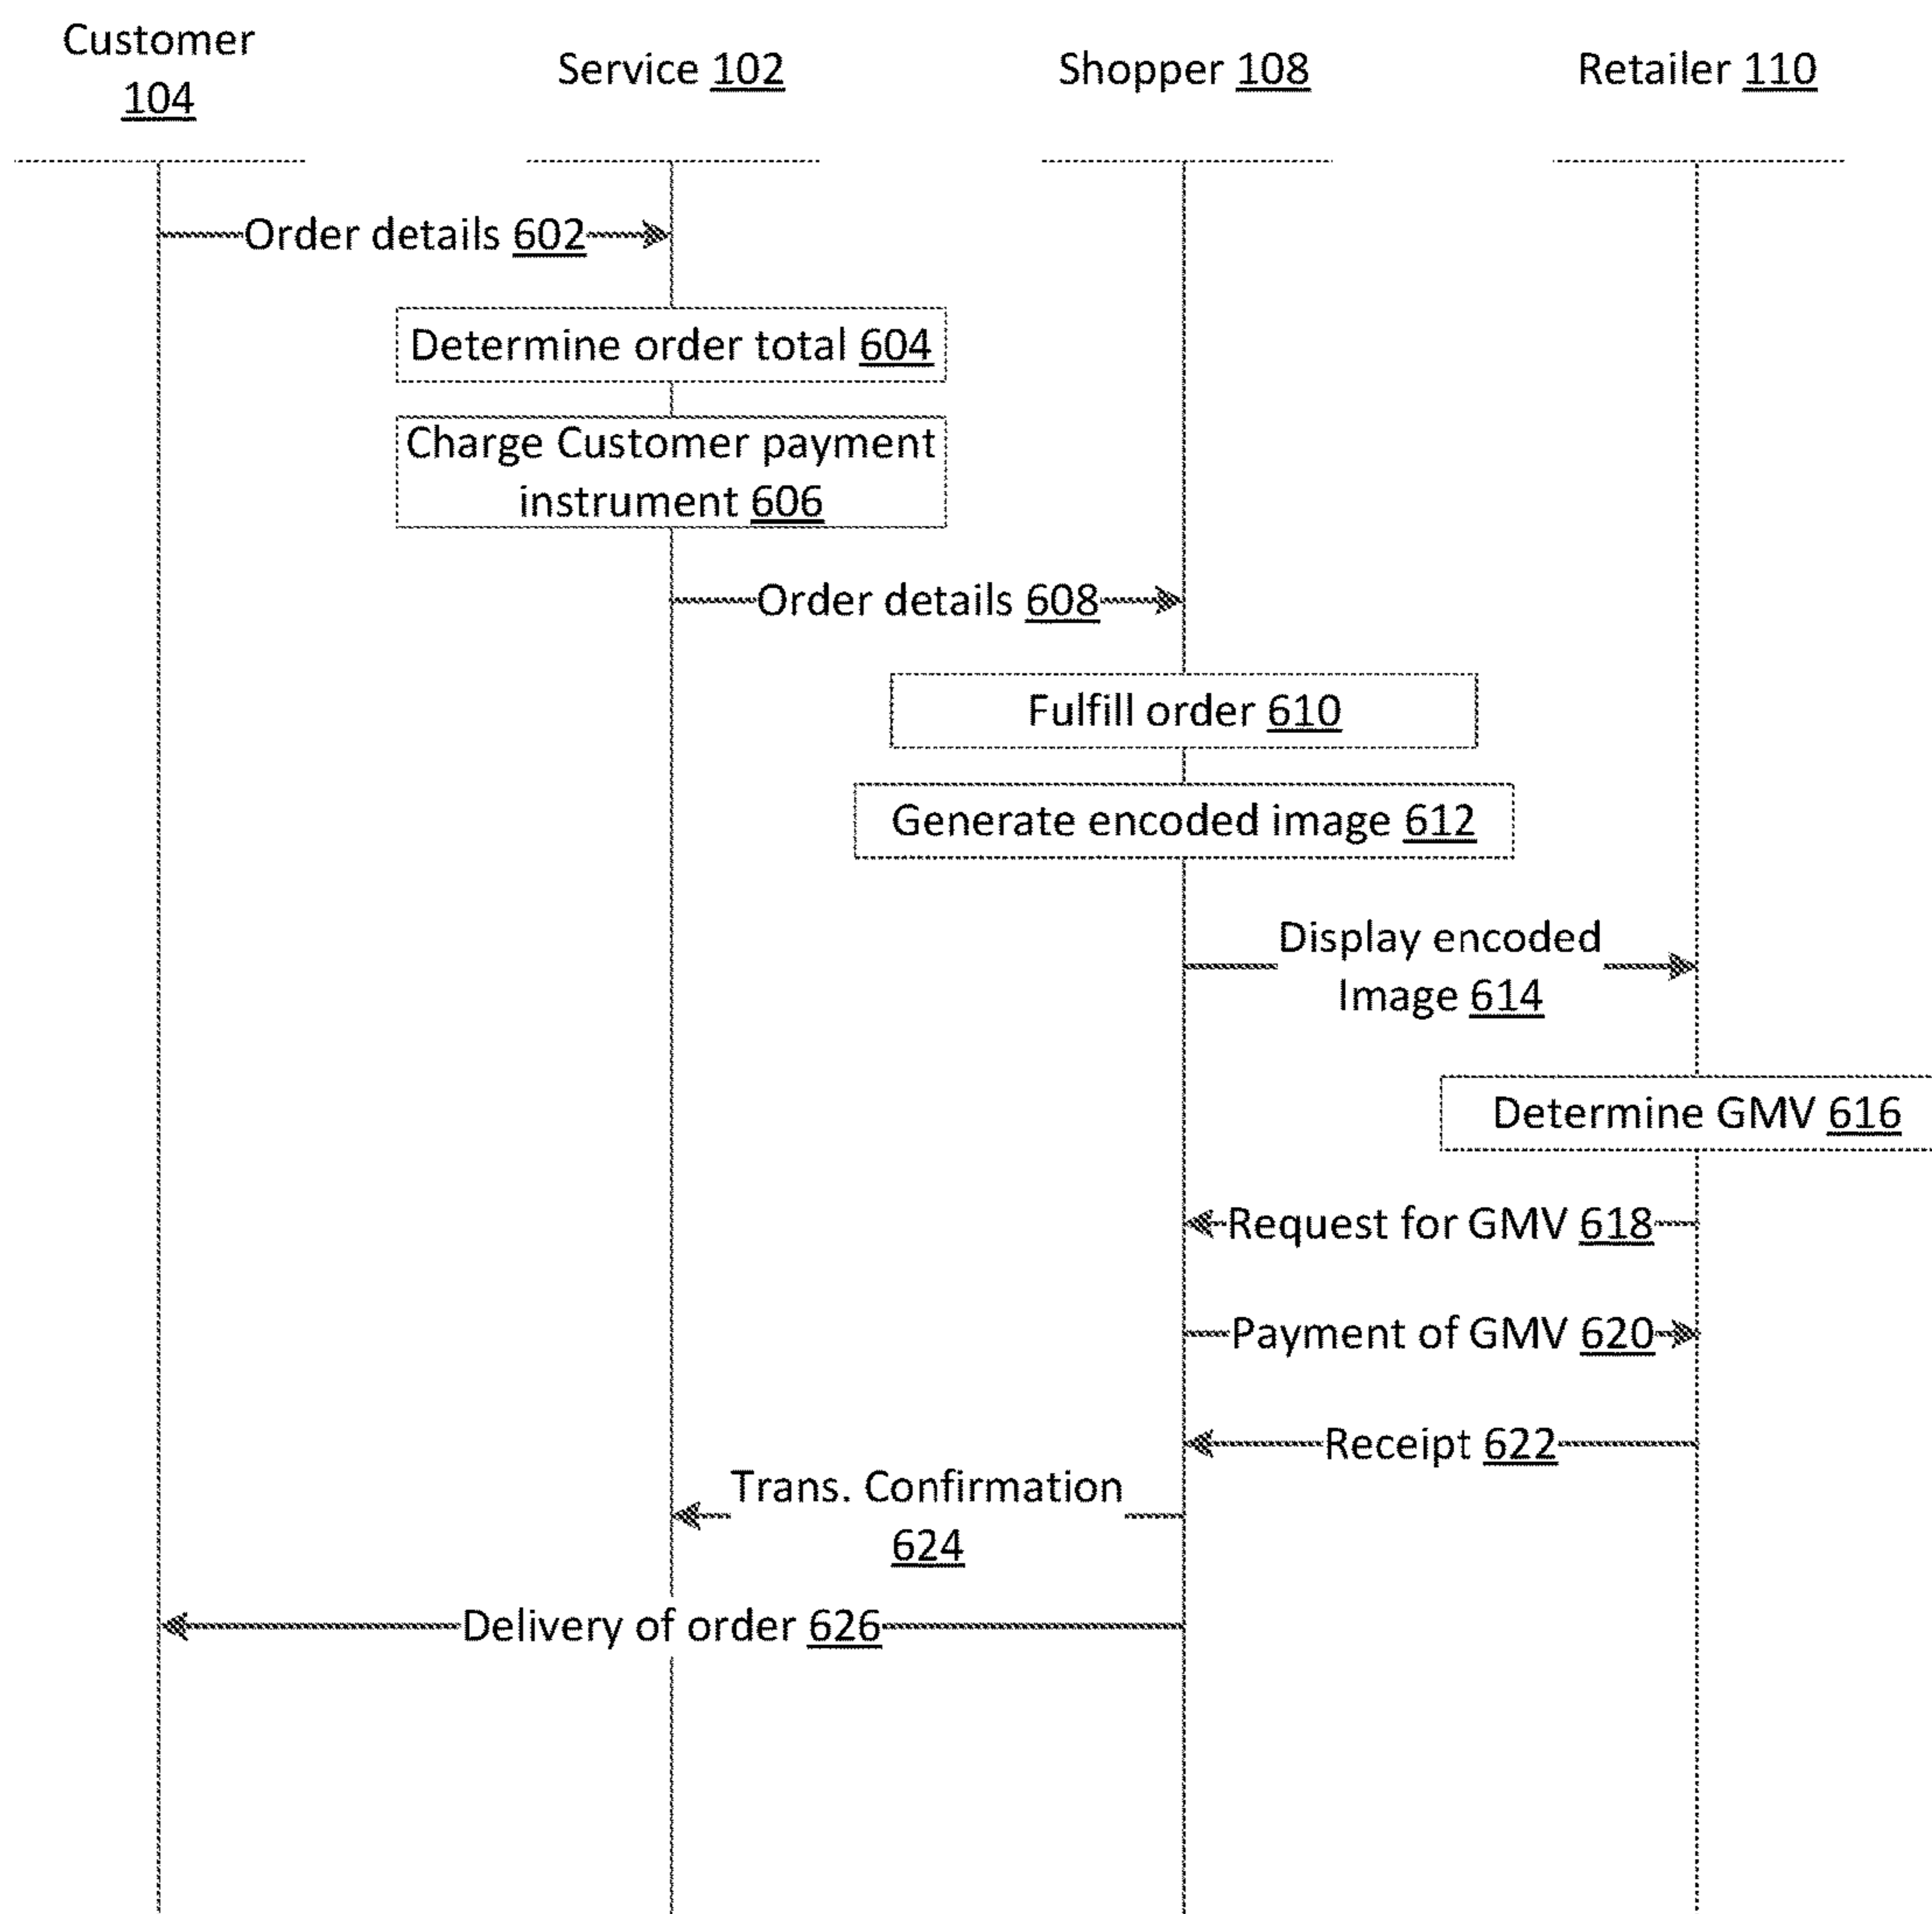 Customer
104
Service 102
Shopper 108
Retailer 110
Order details 602
Determine order total 604
Charge Customer payment
instrument 606
Order details 608
Fulfill order 610
Generate encoded image 612
Display encoded
Image 614
Determine GMV 616
Request for GMV 618
Payment of GMV 620
Receipt 622
Trans. Confirmation
624
Delivery of order 626